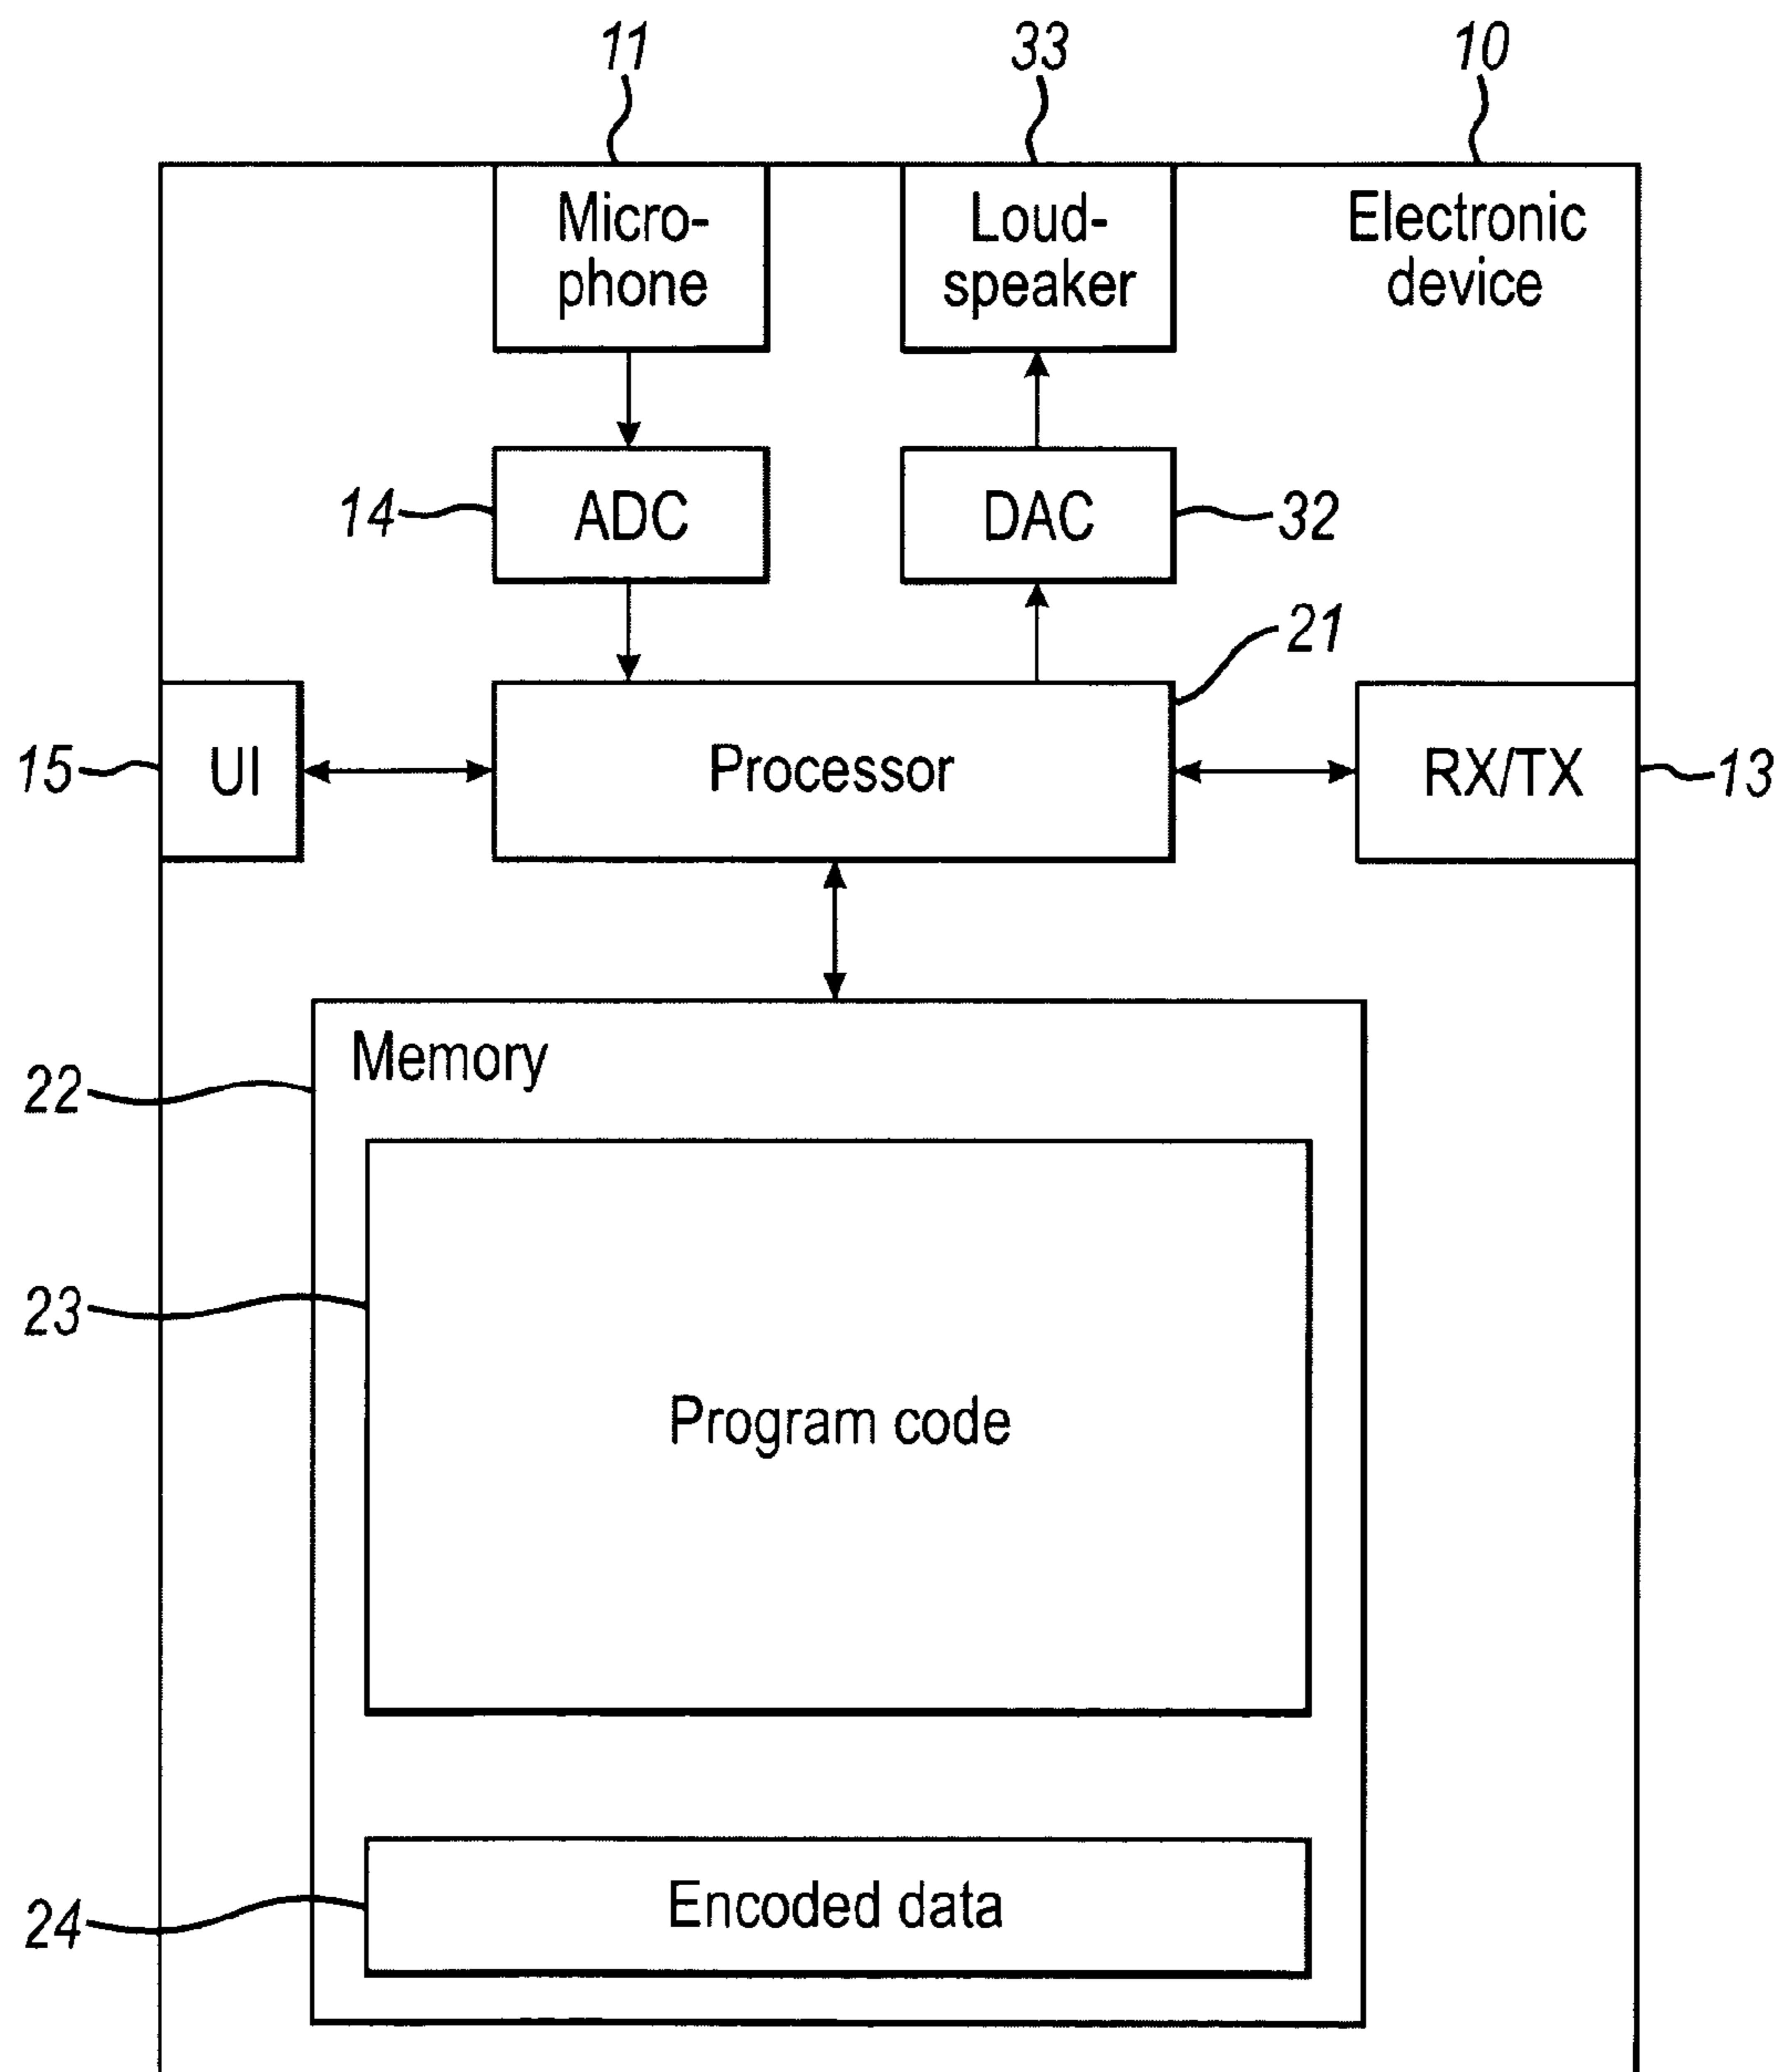 11
33
10
Micro-
phone
Loud-
speaker
Electronic
device
14
ADC
DAC
32
21
15
UI
Processor
RX/TX
13
Memory
22
23
Program code
24
Encoded data